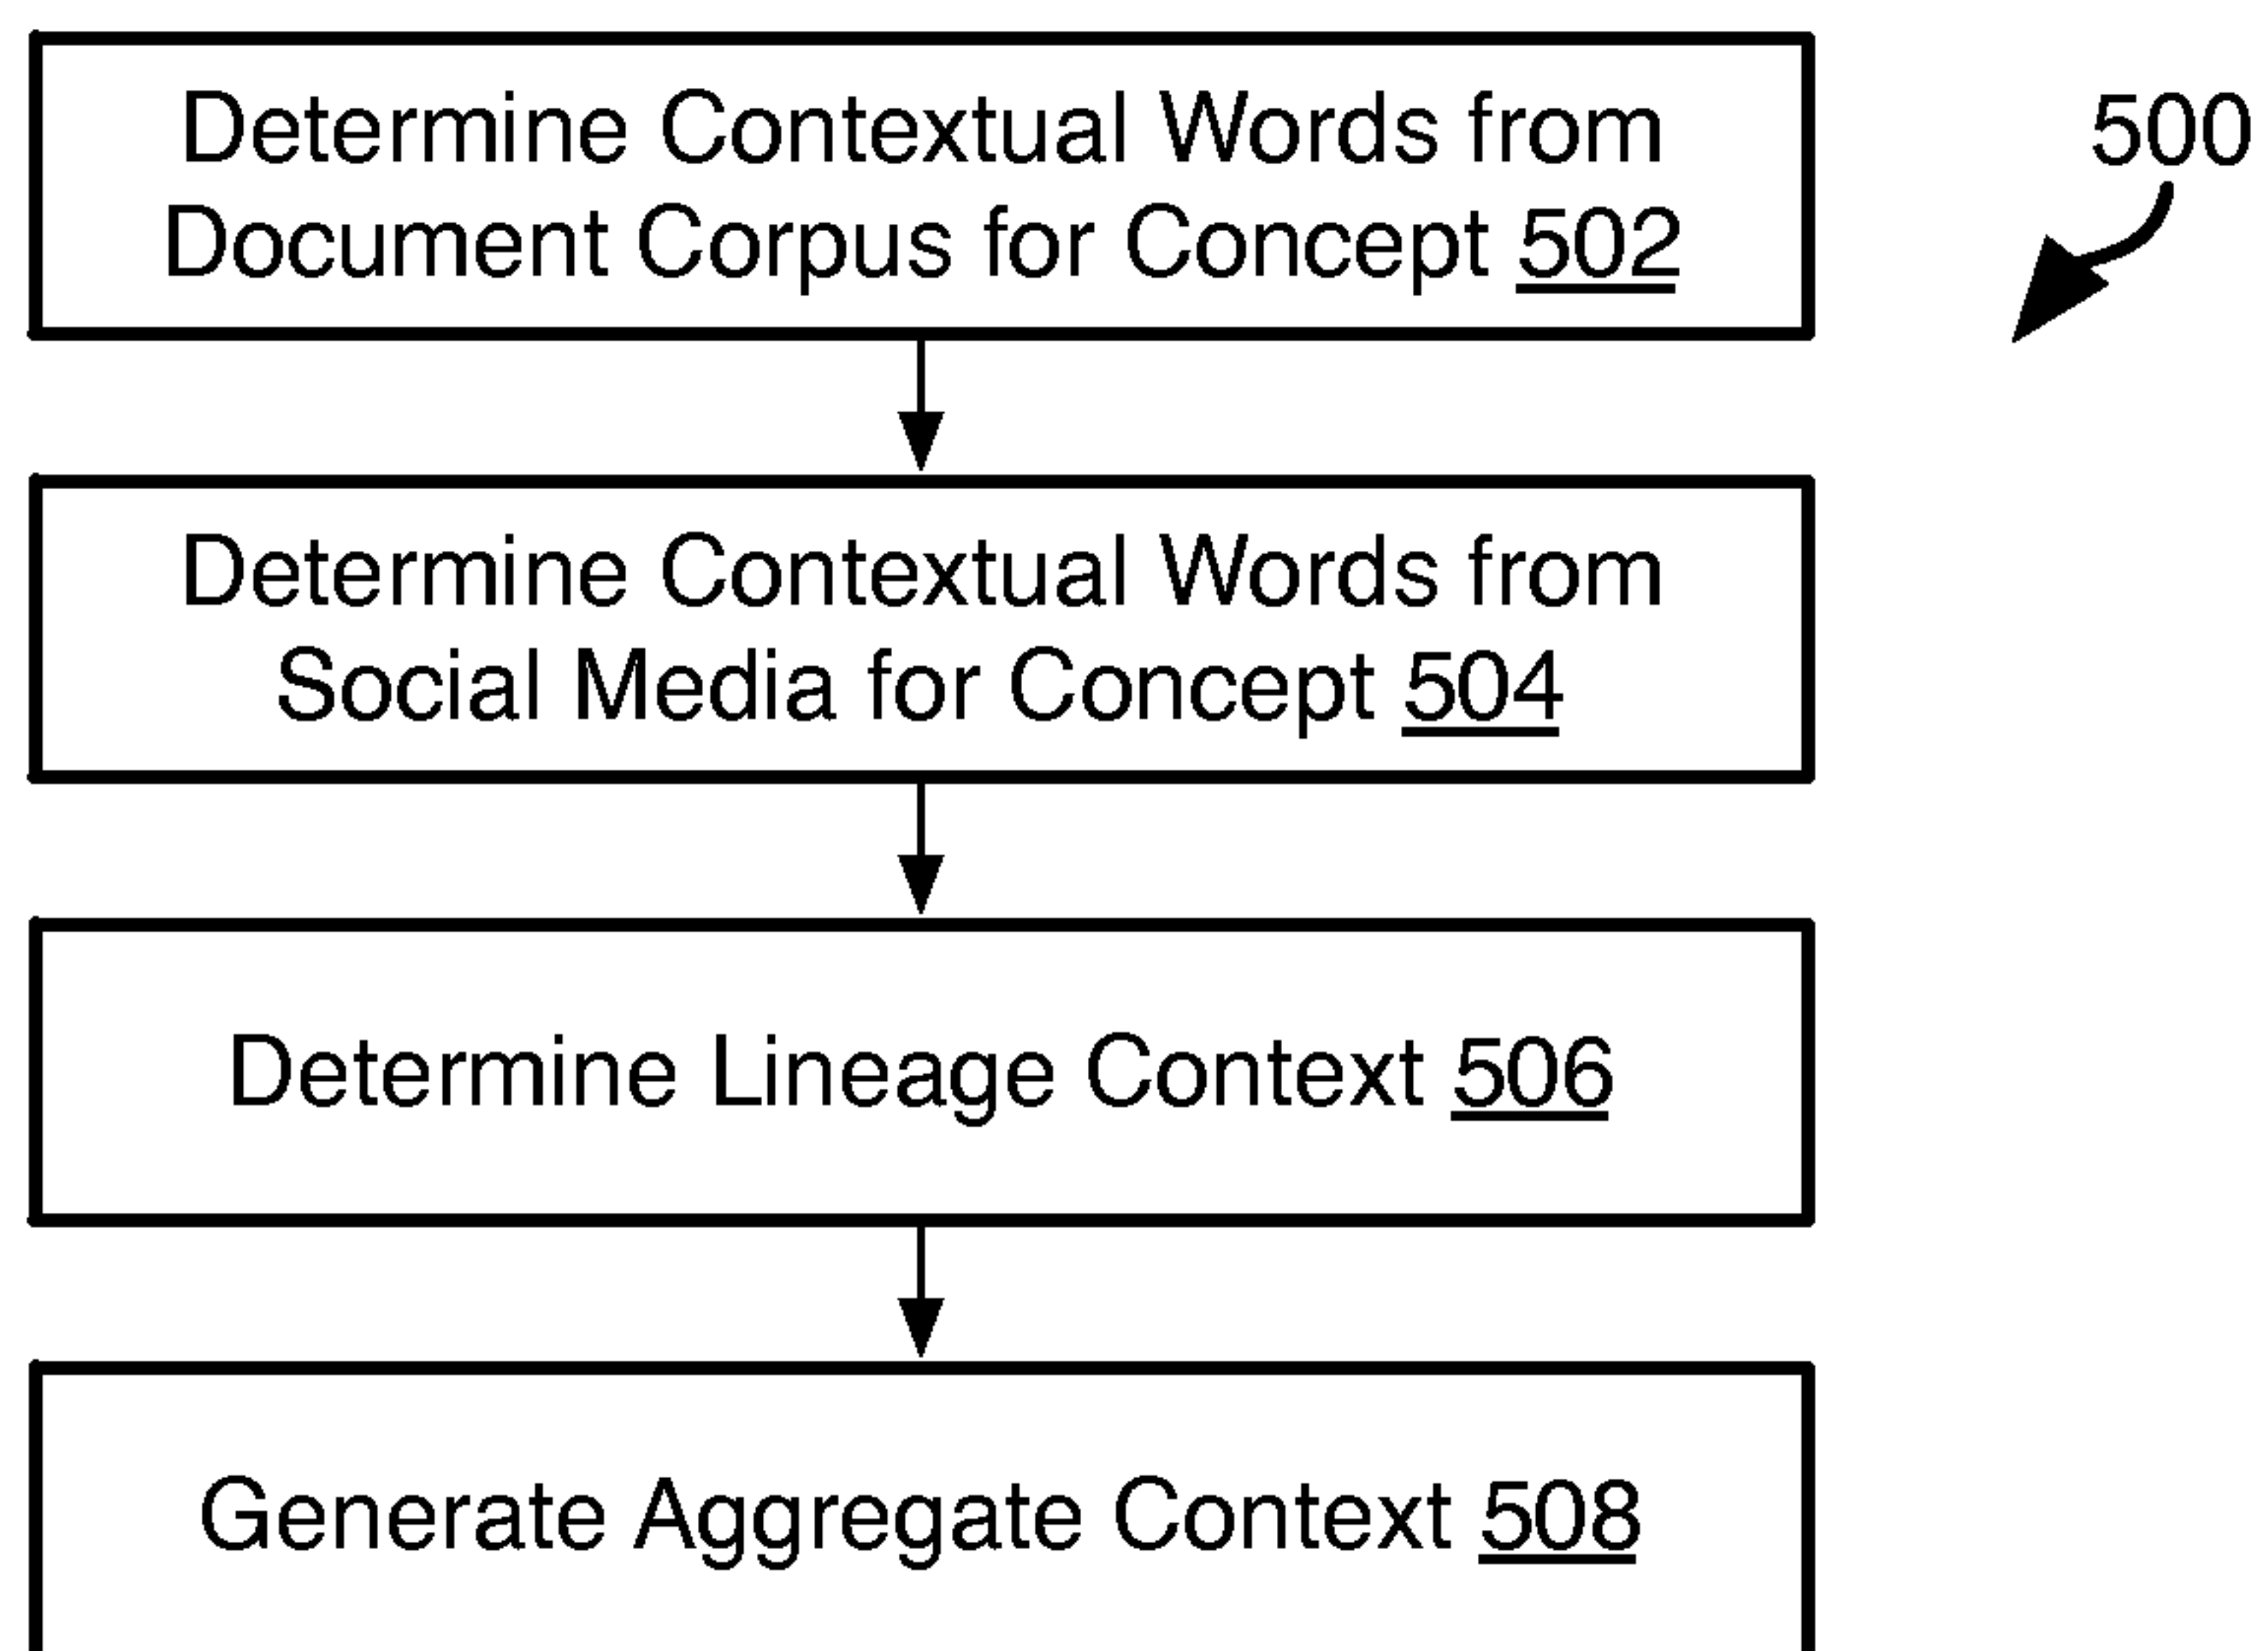 Determine Contextual Words from
Document Corpus for Concept 502
500
Determine Contextual Words from
Social Media for Concept 504
Determine Lineage Context 506
Generate Aggregate Context 508